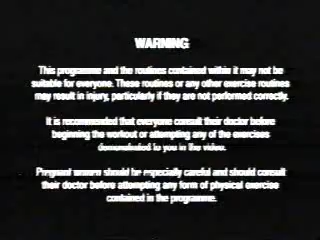 WARNING
This programme and the routines contained within it may not be
suitable for everyone. These routines or any other exercise routines
may result in injury, particularly if they are not performed correctly.
It is recommended that everyone consult their doctor before
beginning the workout or attempting any of the exercises
demonstrated to you in the video.
Pregnant women should be especially careful and should consult
their doctor before attempting any form of physical exercise
contained in the programme.